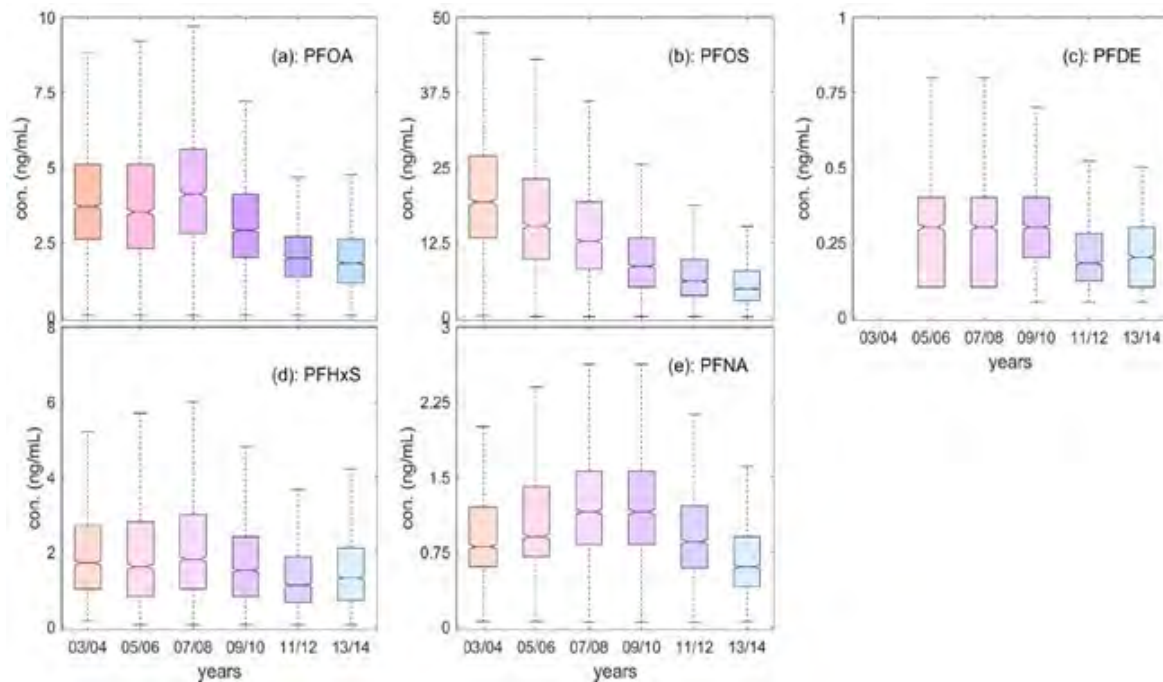 10
7.5
5
2.5
0
con. (ng/mL)
(a): PFOA
50
37.5
25
12.5
0
con. (ng/mL)
(b): PFOS
1
0.75
0.5
0.25
0
con. (ng/mL)
(c): PFDE
03/04 05/06 07/08 09/10 11/12 13/14
years
6
4
2
0
con. (ng/mL)
(d): PFHxS
03/04 05/06 07/08 09/10 11/12 13/14
years
3
2.25
1.5
0.75
0
con. (ng/mL)
(e): PFNA
03/04 05/06 07/08 09/10 11/12 13/14
years